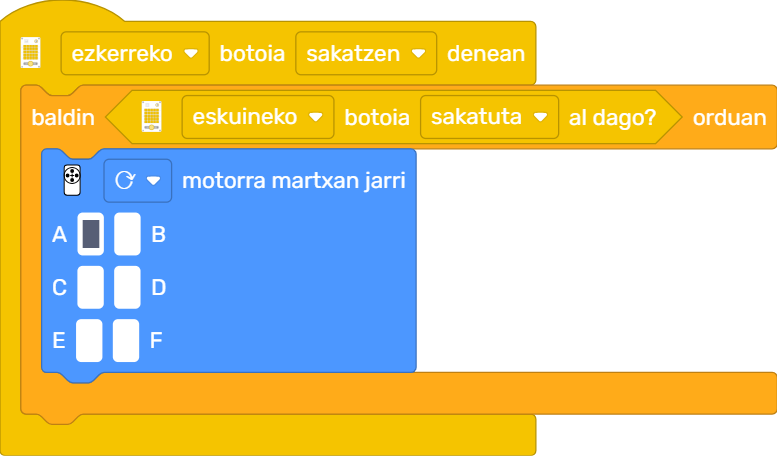 ezkerreko botoia sakatzen denean
baldin eskuineko botoia sakatuta al dago? orduan
motorra martxan jarri
A B
C D
E F